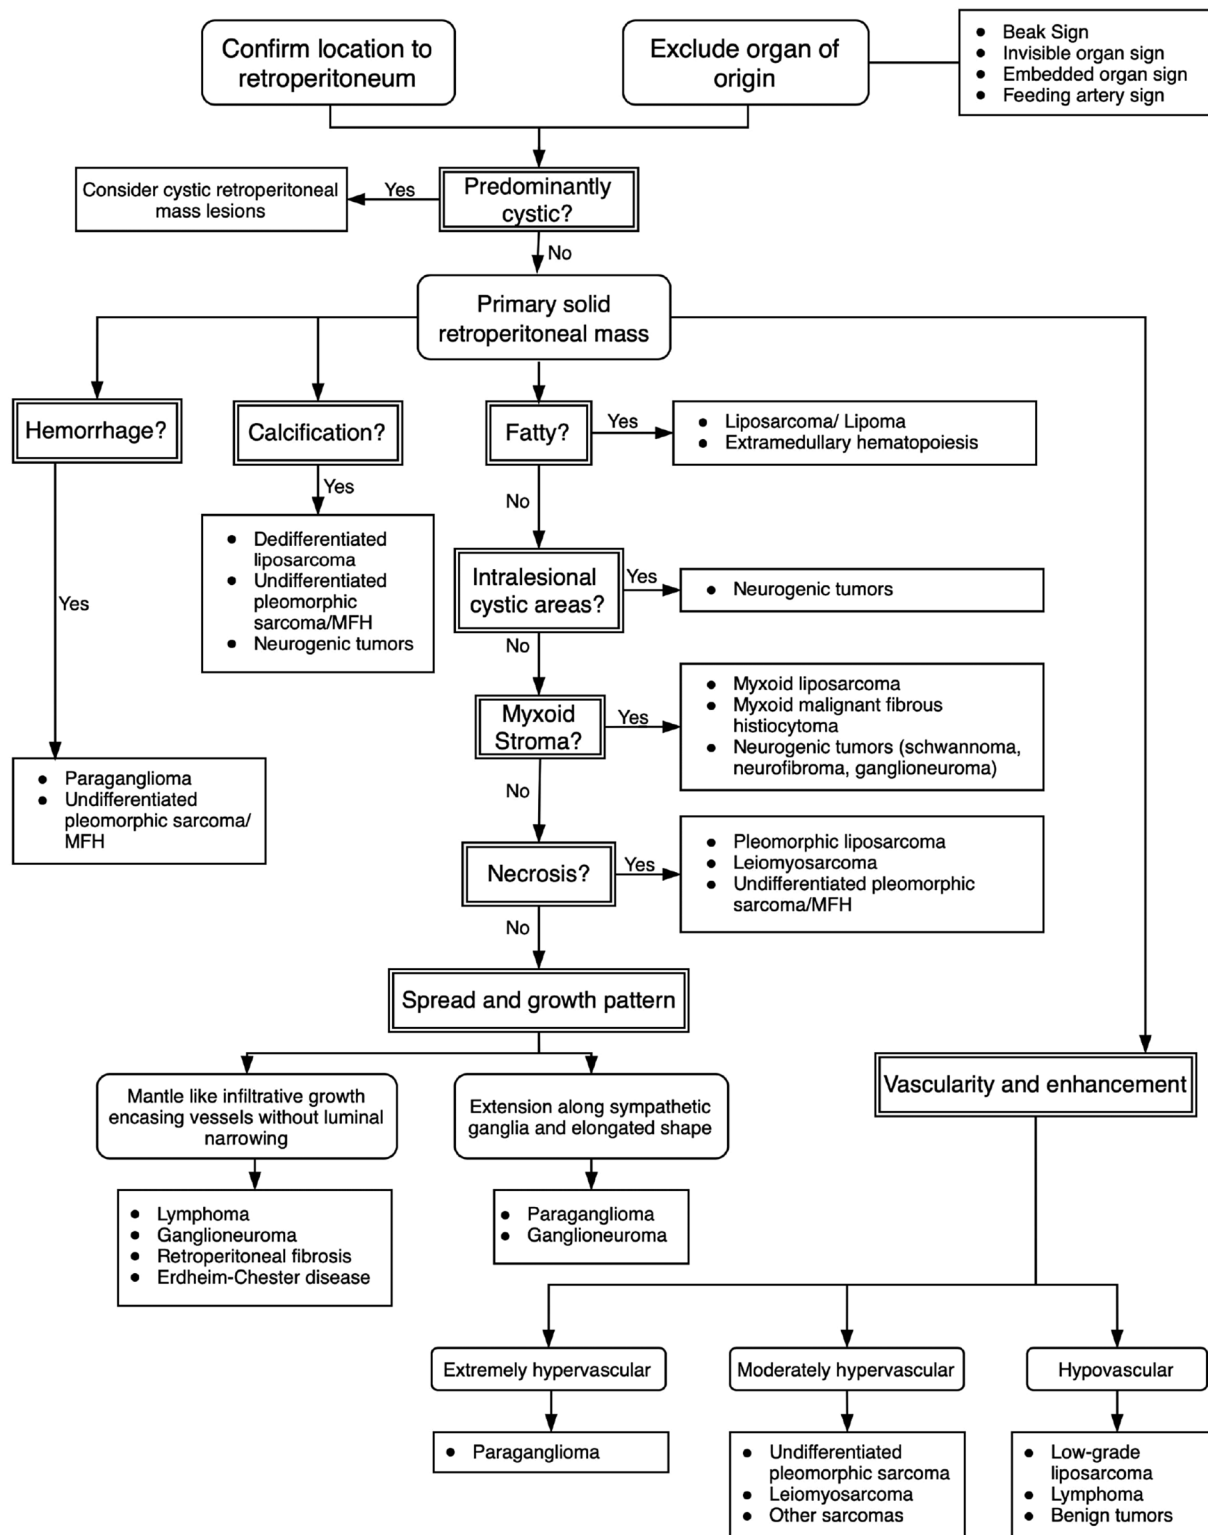 Confirm location to
retroperitoneum
Exclude organ of
origin
● Beak Sign
● Invisible organ sign
● Embedded organ sign
● Feeding artery sign
Consider cystic retroperitoneal
mass lesions
Yes
Predominantly
cystic?
No
Primary solid
retroperitoneal mass
Hemorrhage?
Calcification?
Fatty?
Yes
● Liposarcoma/ Lipoma
● Extramedullary hematopoiesis
Yes
No
● Dedifferentiated
liposarcoma
● Undifferentiated
pleomorphic
sarcoma/MFH
● Neurogenic tumors
Intralesional
cystic areas?
Yes
● Neurogenic tumors
Yes
No
Myxoid
Stroma?
Yes
● Myxoid liposarcoma
● Myxoid malignant fibrous
histiocytoma
● Neurogenic tumors (schwannoma,
neurofibroma, ganglioneuroma)
● Paraganglioma
● Undifferentiated
pleomorphic sarcoma/
MFH
No
Necrosis?
Yes
● Pleomorphic liposarcoma
● Leiomyosarcoma
● Undifferentiated pleomorphic
sarcoma/MFH
No
Spread and growth pattern
Vascularity and enhancement
Mantle like infiltrative growth
encasing vessels without luminal
narrowing
Extension along sympathetic
ganglia and elongated shape
● Lymphoma
● Ganglioneuroma
● Retroperitoneal fibrosis
● Erdheim-Chester disease
● Paraganglioma
● Ganglioneuroma
Extremely hypervascular
Moderately hypervascular
Hypovascular
● Paraganglioma
● Undifferentiated
pleomorphic sarcoma
● Leiomyosarcoma
● Other sarcomas
● Low-grade
liposarcoma
● Lymphoma
● Benign tumors